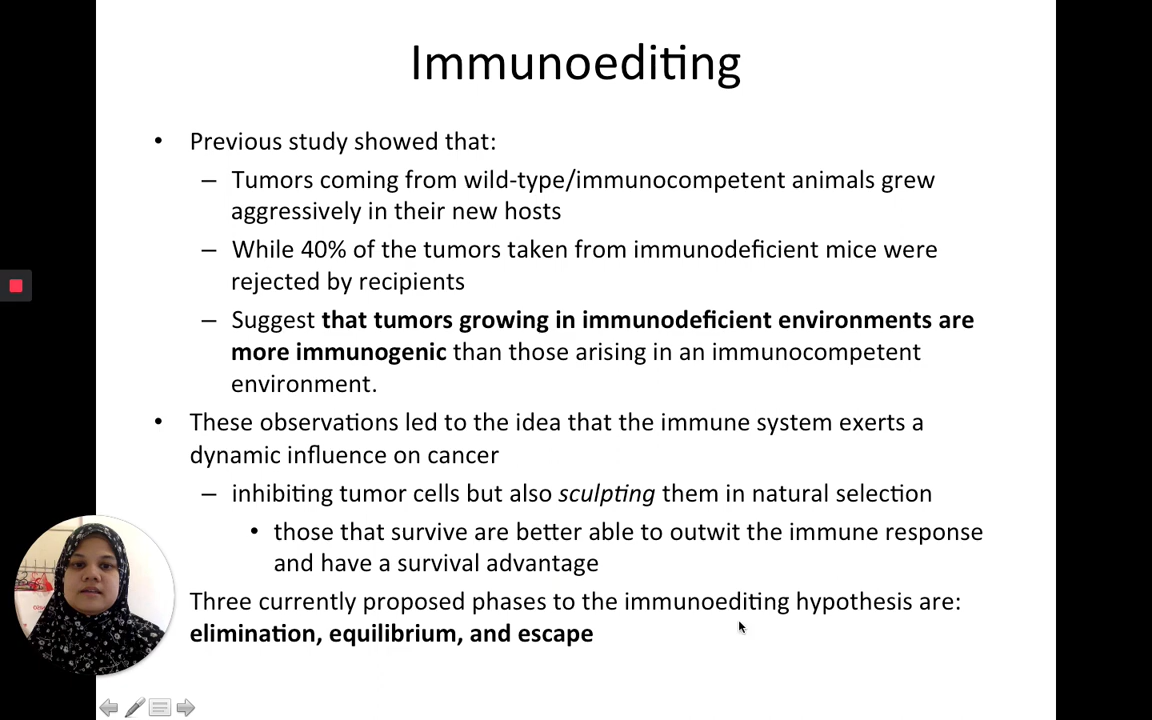 Immunoediting
• Previous study showed that:
– Tumors coming from wild-type/immunocompetent animals grew
aggressively in their new hosts
– While 40% of the tumors taken from immunodeficient mice were
rejected by recipients
– Suggest that tumors growing in immunodeficient environments are
more immunogenic than those arising in an immunocompetent
environment.
• These observations led to the idea that the immune system exerts a
dynamic influence on cancer
– inhibiting tumor cells but also sculpting them in natural selection
• those that survive are better able to outwit the immune response
and have a survival advantage
Three currently proposed phases to the immunoediting hypothesis are:
elimination, equilibrium, and escape